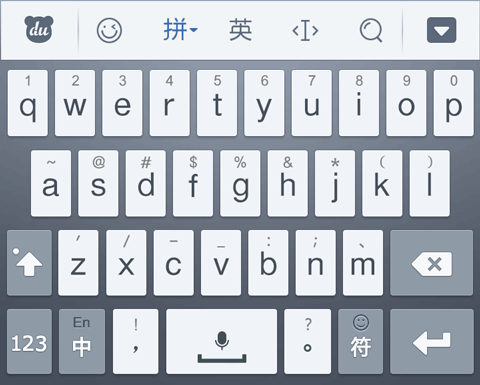 du 拼 英
1 2 3 4 5 6 7 8 9 0
q w e r t y u i o p
~ @ # $ % & * ( )
a s d f g h j k l
' / – _ : ; 、
z x c v b n m
En ! ?
123 中 ， 。 符